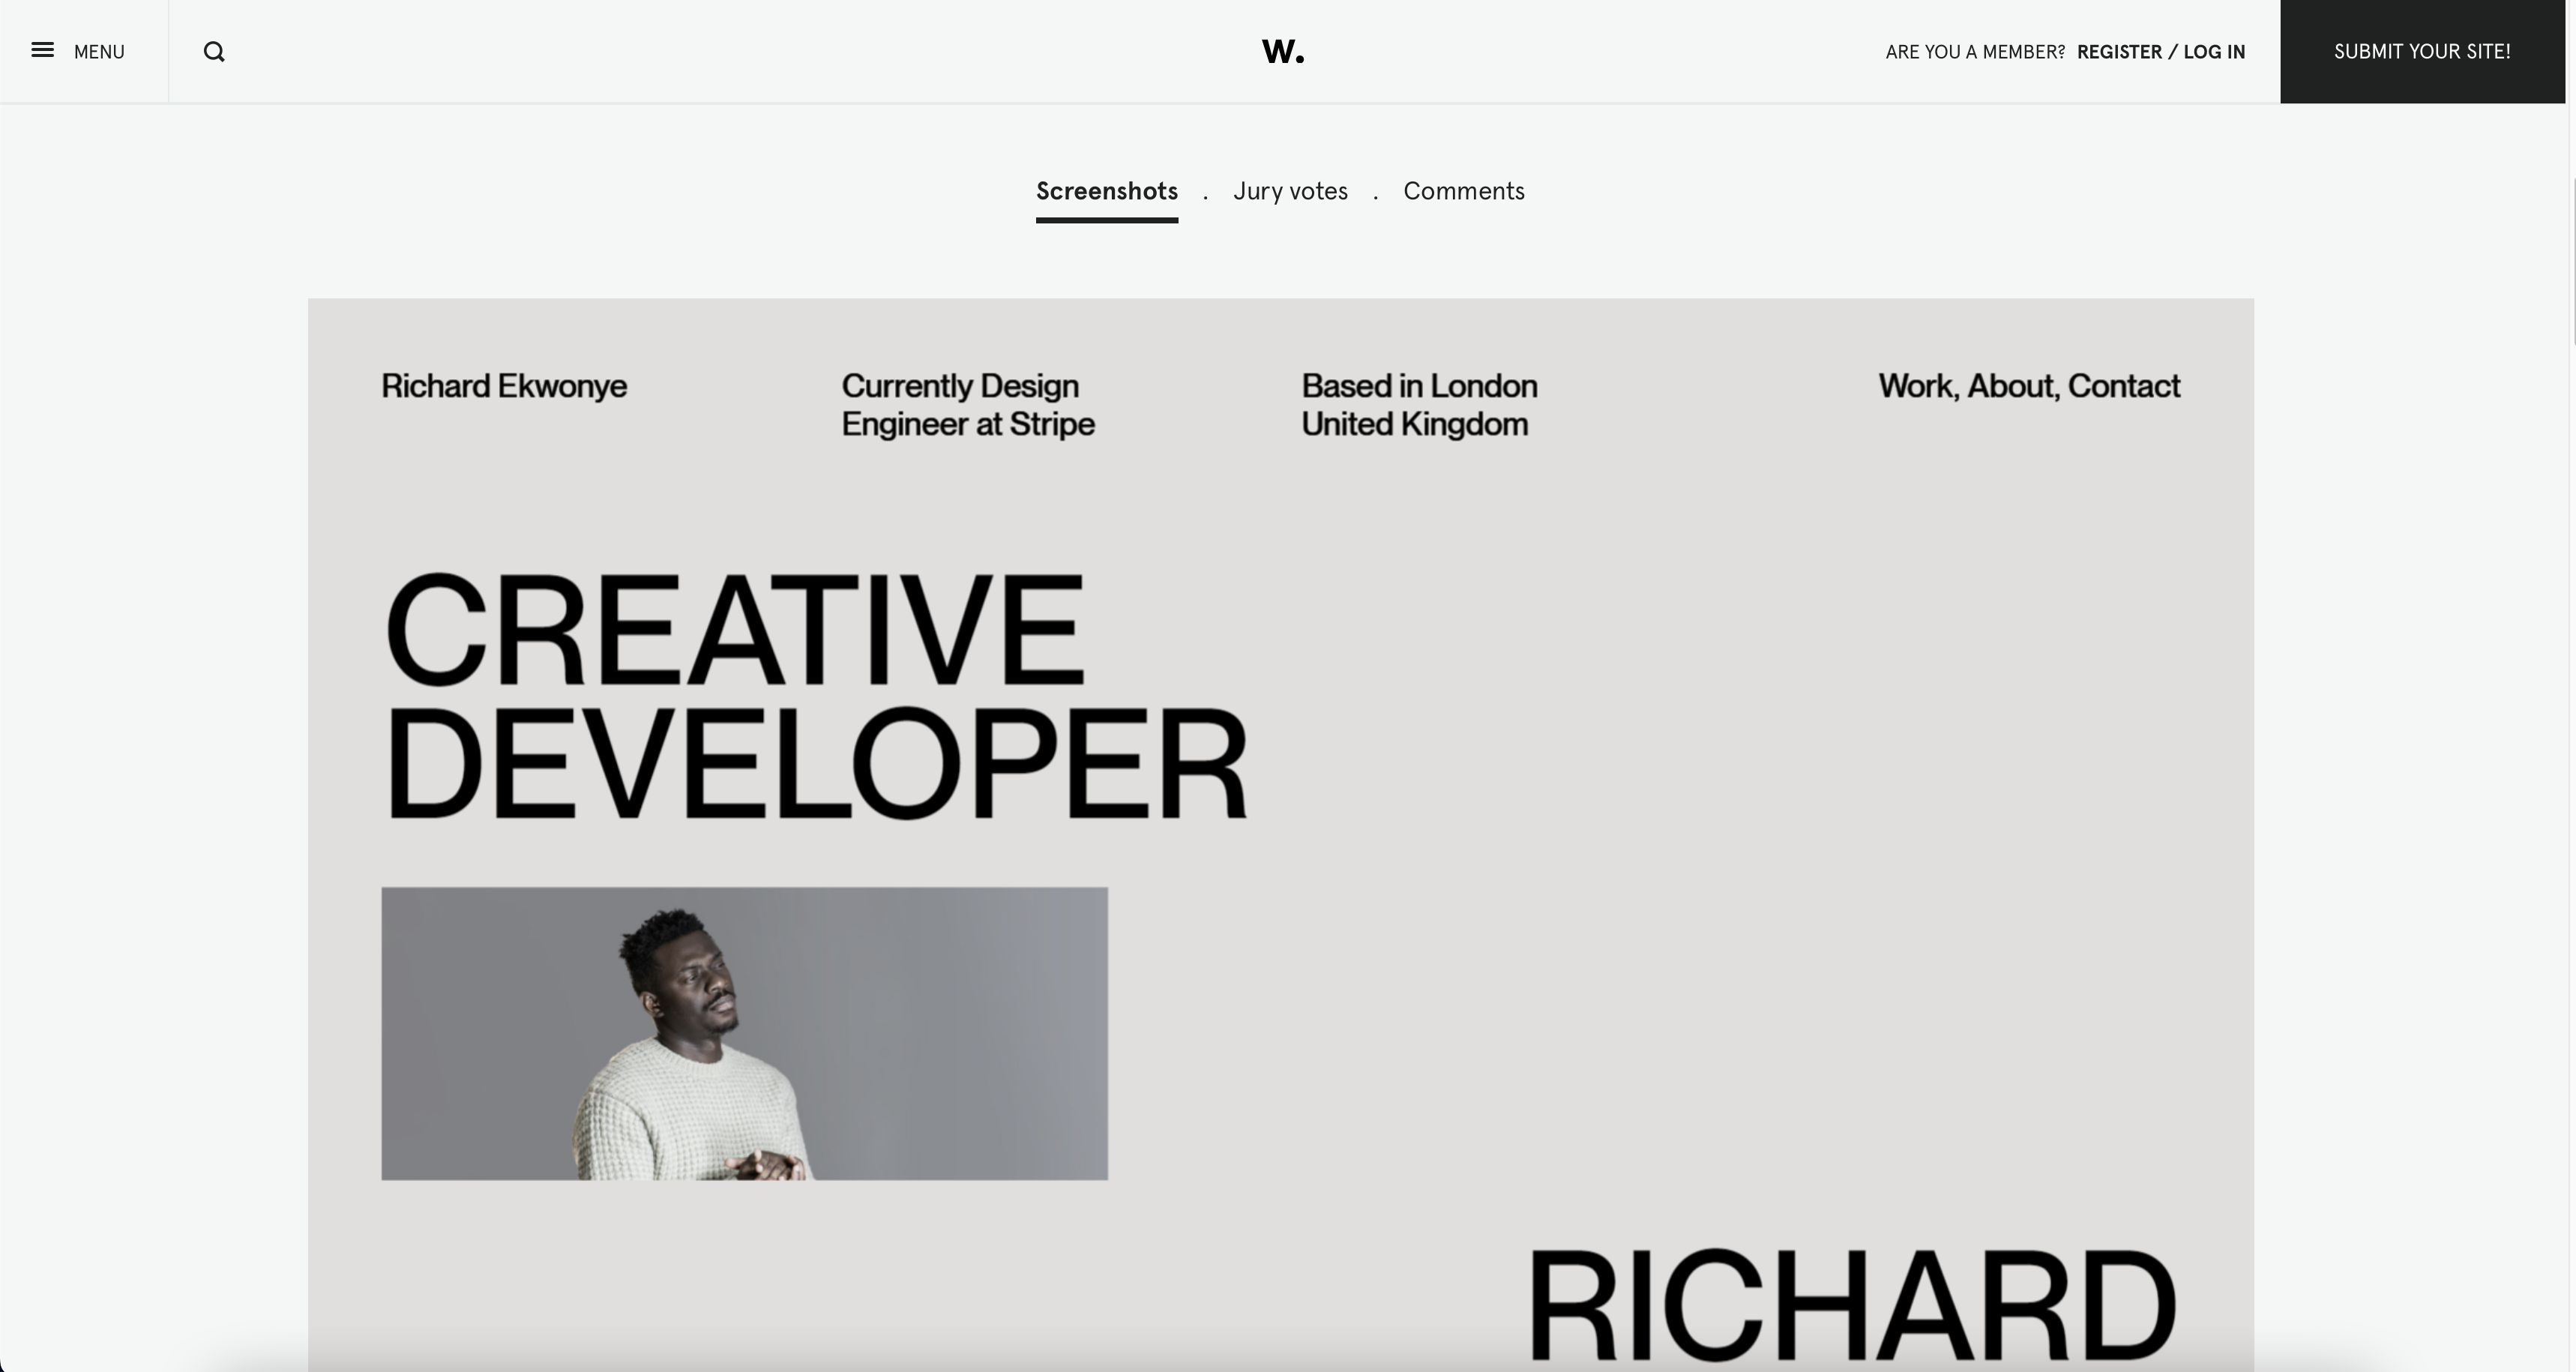 MENU
W.
ARE YOU A MEMBER? REGISTER / LOG IN
SUBMIT YOUR SITE!
Screenshots . Jury votes . Comments
Richard Ekwonye
Currently Design
Engineer at Stripe
Based in London
United Kingdom
Work, About, Contact
CREATIVE
DEVELOPER
RICHARD